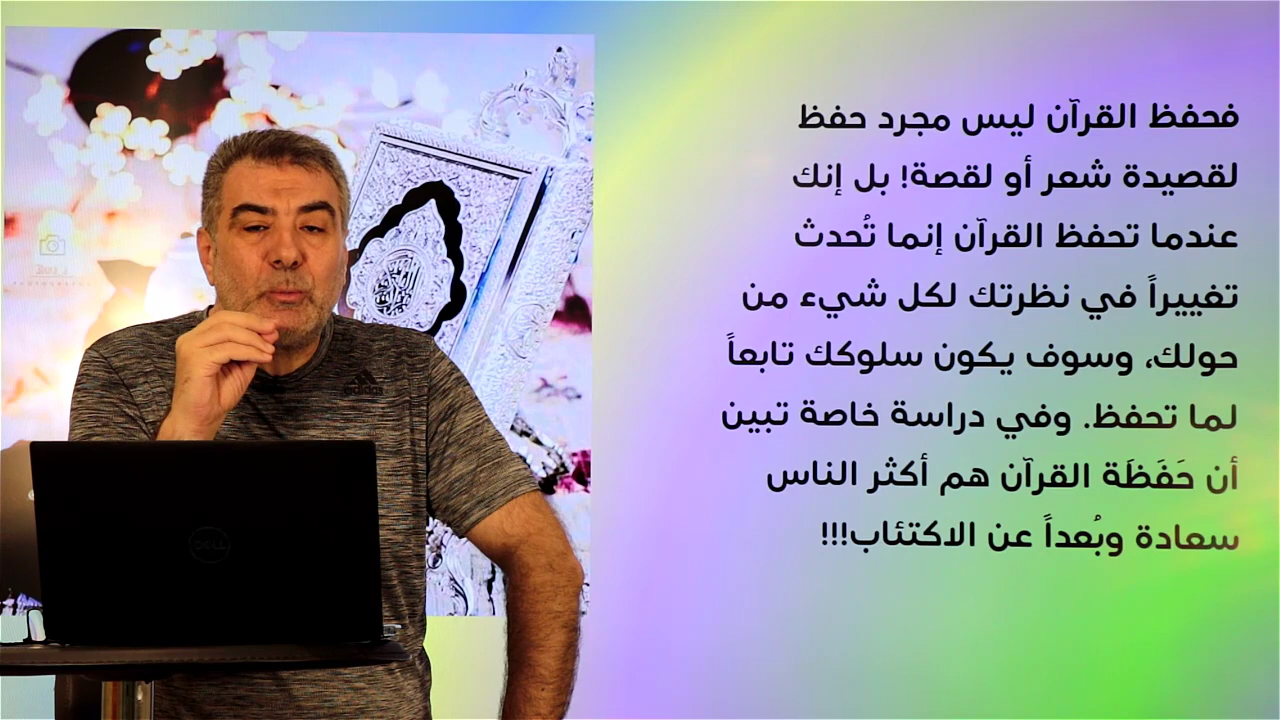 فحفظ القرآن ليس مجرد حفظ
لقصيدة شعر أو لقصة! بل إنك
عندما تحفظ القرآن إنما تُحدث
تغييراً في نظرتك لكل شيء من
حولك، وسوف يكون سلوكك تابعاً
لما تحفظ. وفي دراسة خاصة تبين
أن حَفَظَة القرآن هم أكثر الناس
سعادة وبُعداً عن الاكتئاب!!!
adidas
DELL